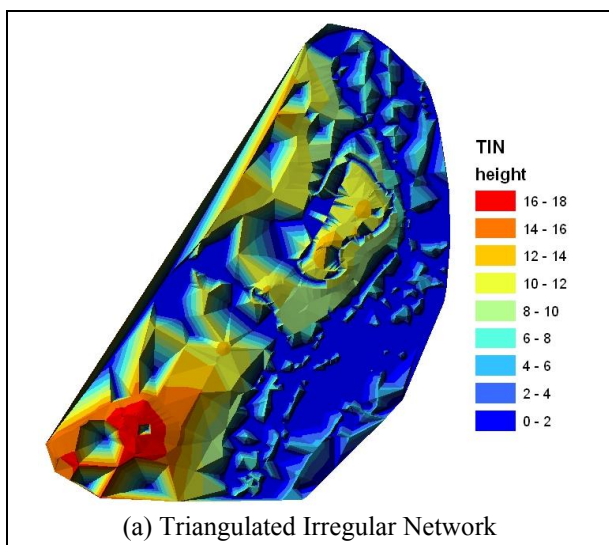 TIN
height
16 - 18
14 - 16
12 - 14
10 - 12
8 - 10
6 - 8
4 - 6
2 - 4
0 - 2
(a) Triangulated Irregular Network